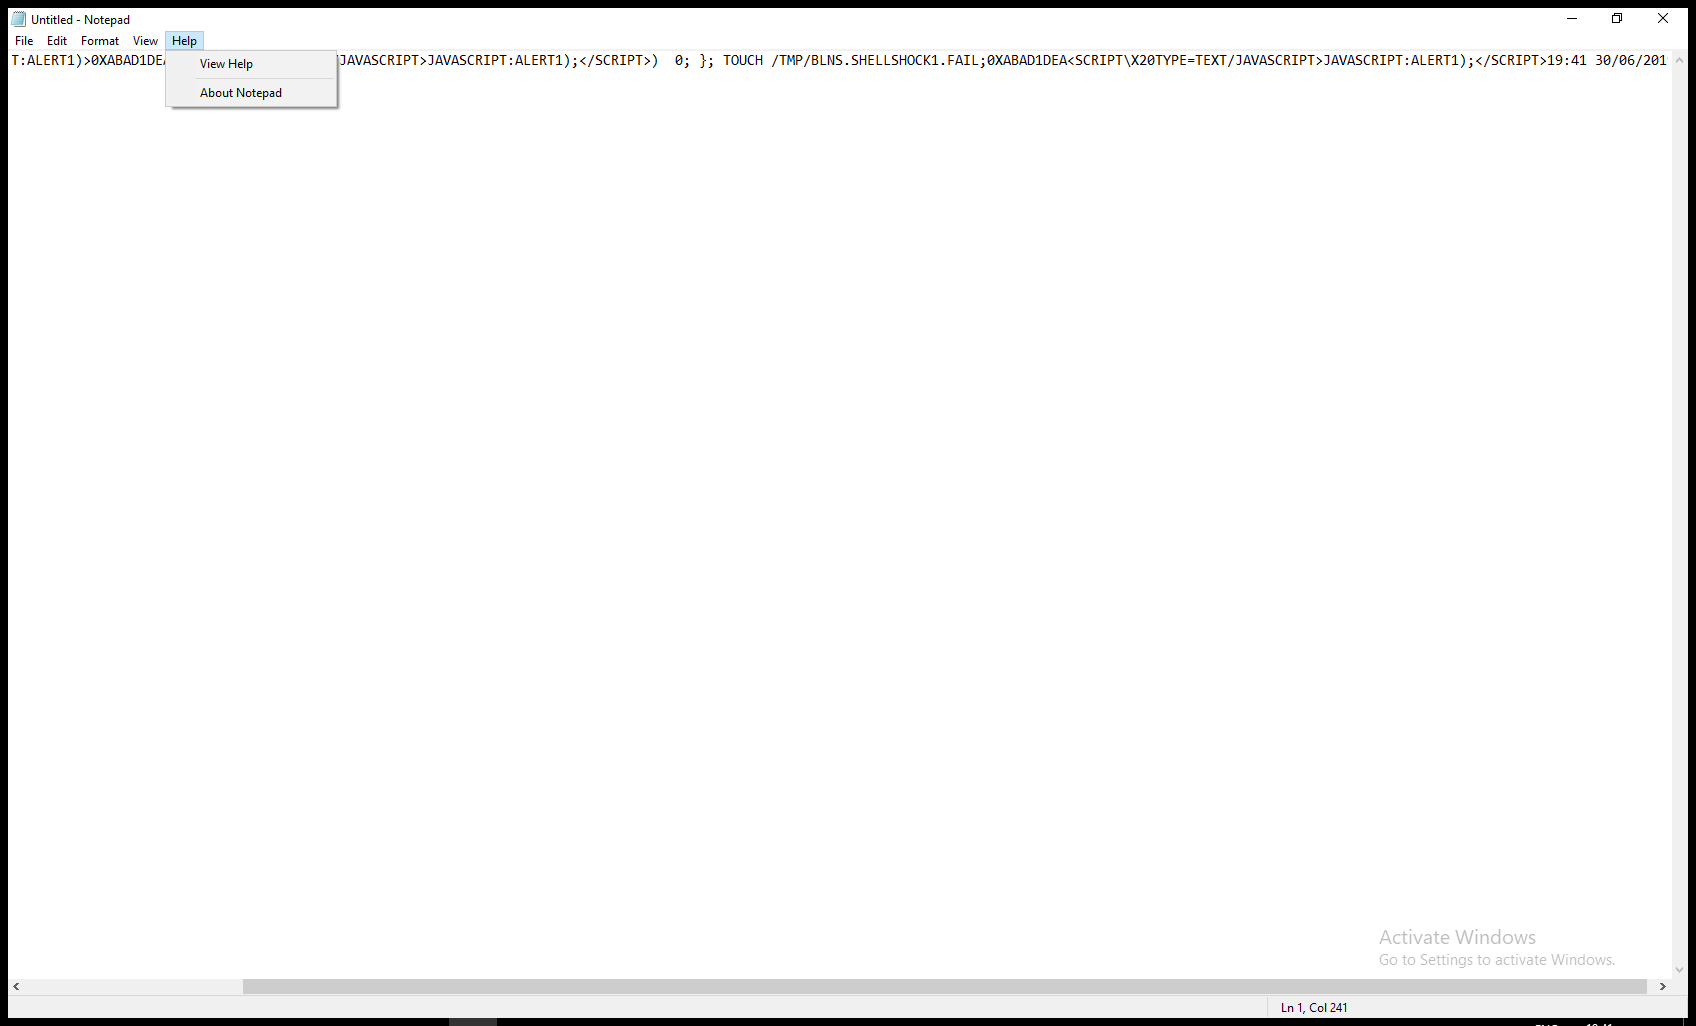 Untitled - Notepad
File Edit Format View Help
T:ALERT1)>0XABAD1DEA JAVASCRIPT>JAVASCRIPT:ALERT1);</SCRIPT>)  0; }; TOUCH /TMP/BLNS.SHELLSHOCK1.FAIL;0XABAD1DEA<SCRIPT\X20TYPE=TEXT/JAVASCRIPT>JAVASCRIPT:ALERT1);</SCRIPT>19:41 30/06/201
View Help
About Notepad
Activate Windows
Go to Settings to activate Windows.
Ln 1, Col 241